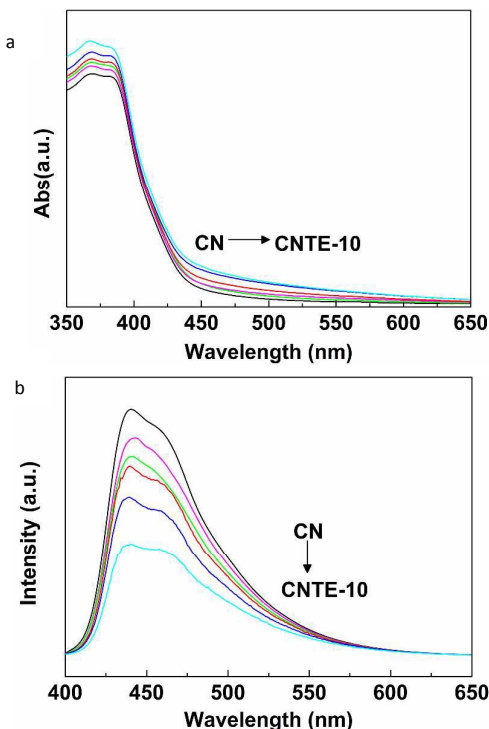 a
Abs(a.u.)
CN → CNTE-10
350 400 450 500 550 600 650
Wavelength (nm)
b
Intensity (a.u.)
CN
↓
CNTE-10
400 450 500 550 600 650
Wavelength (nm)